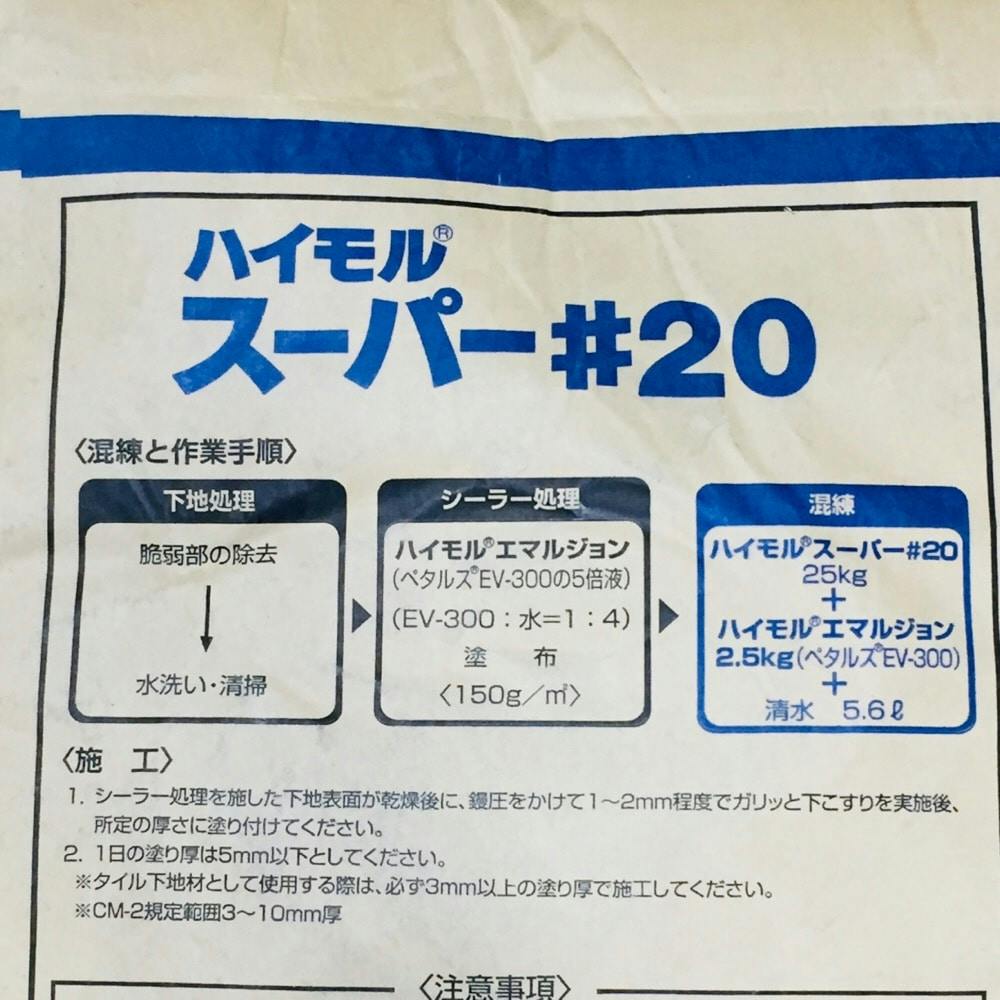 ハイモル®
スーパー#20
〈混練と作業手順〉
下地処理
脆弱部の除去
↓
水洗い・清掃
シーラー処理
ハイモル®エマルジョン
(ペタルズ®EV-300の5倍液)
(EV-300：水=1：4)
塗　布
〈150g／㎡〉
混練
ハイモル®スーパー#20
25kg
+
ハイモル®エマルジョン
2.5kg(ペタルズ®EV-300)
+
清水　5.6ℓ
〈施　工〉
1. シーラー処理を施した下地表面が乾燥後に、鏝圧をかけて1～2mm程度でガリッと下こすりを実施後、
所定の厚さに塗り付けてください。
2. 1日の塗り厚は5mm以下としてください。
※タイル下地材として使用する際は、必ず3mm以上の塗り厚で施工してください。
※CM-2規定範囲3～10mm厚
〈注意事項〉